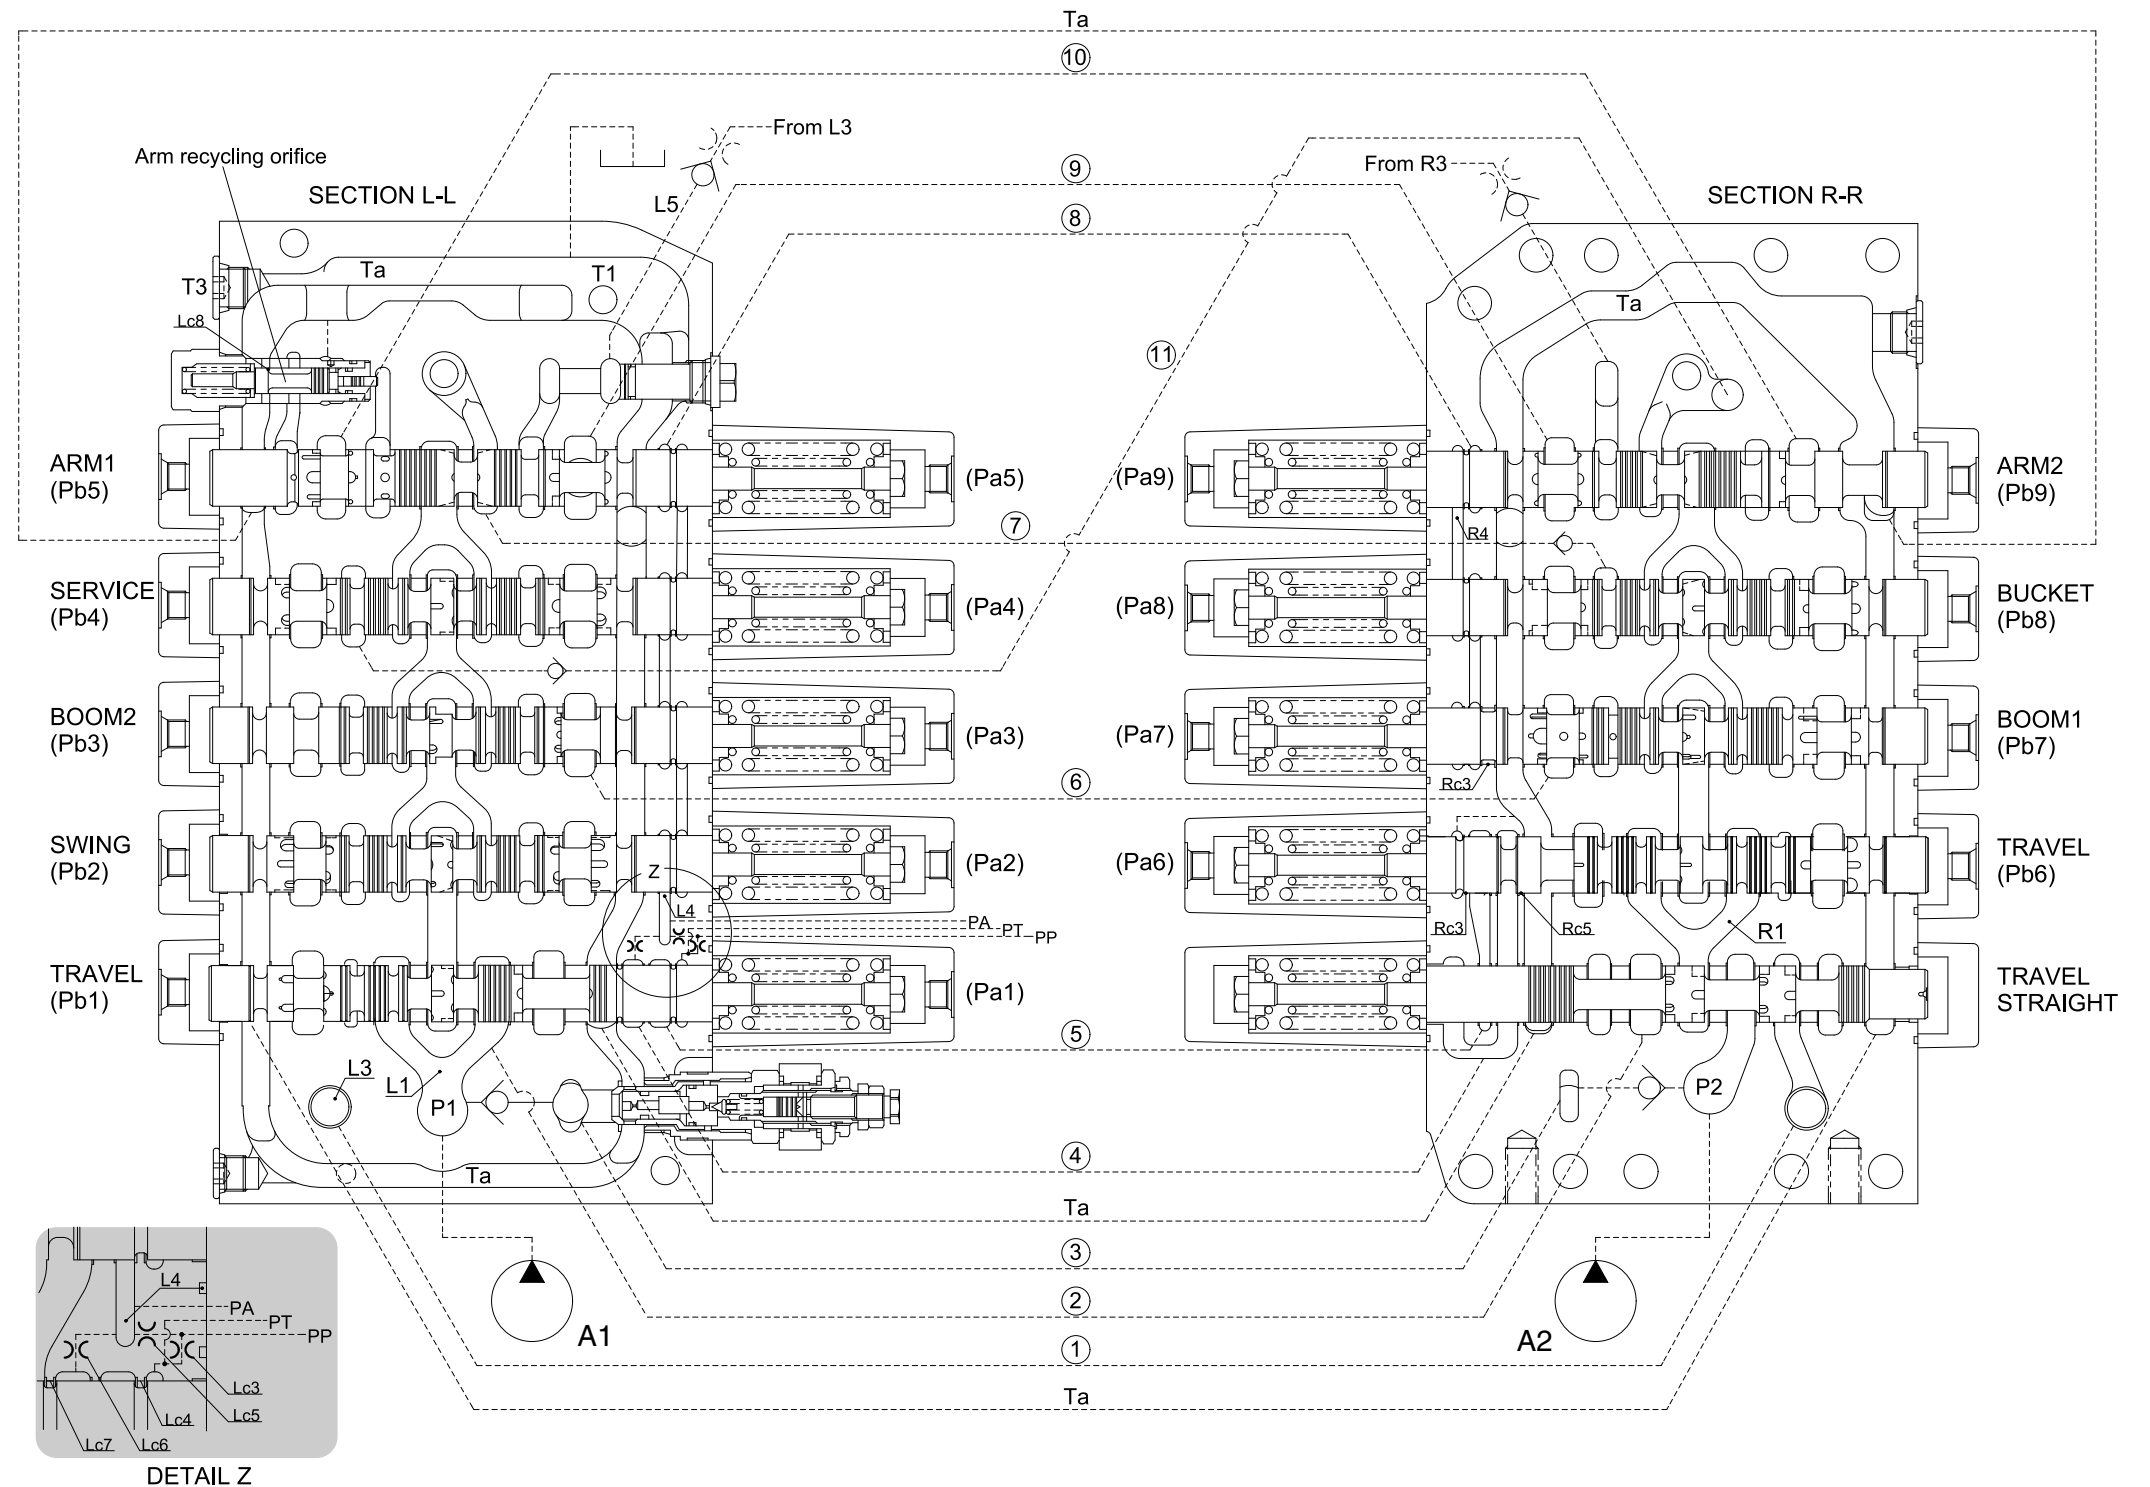 Ta
⑩
From L3
Arm recycling orifice
⑨
From R3
SECTION L-L
SECTION R-R
L5
⑧
Ta
T1
T3
Ta
Lc8
⑪
ARM1
(Pb5)
(Pa5)
(Pa9)
ARM2
(Pb9)
⑦
R4
SERVICE
(Pb4)
(Pa4)
(Pa8)
BUCKET
(Pb8)
BOOM2
(Pb3)
(Pa3)
(Pa7)
BOOM1
(Pb7)
⑥
Rc3
SWING
(Pb2)
(Pa2)
(Pa6)
TRAVEL
(Pb6)
Z
L4
PA
PT
PP
Rc3
Rc5
R1
TRAVEL
(Pb1)
(Pa1)
TRAVEL
STRAIGHT
⑤
L3
L1
P1
P2
④
Ta
Ta
③
②
A1
A2
①
Ta
L4
PA
PT
PP
Lc3
Lc5
Lc4
Lc7
Lc6
DETAIL Z